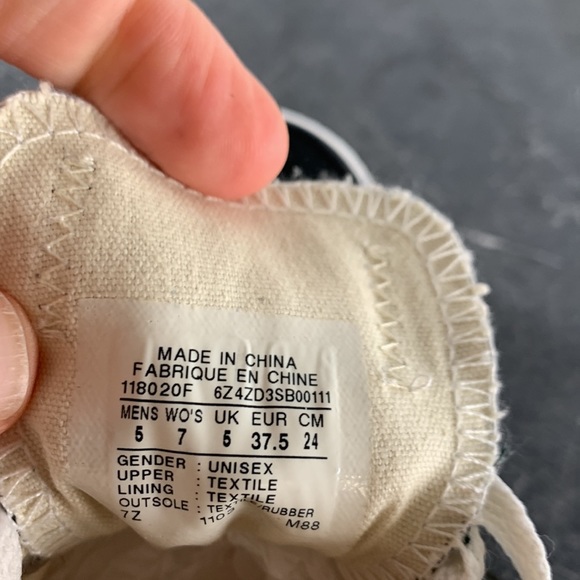 MADE IN CHINA
FABRIQUE EN CHINE
118020F 6Z4ZD3SB00111
MENS WO'S UK EUR CM
5 7 5 37.5 24
GENDER : UNISEX
UPPER : TEXTILE
LINING : TEXTILE
OUTSOLE : RUBBER
7Z M88